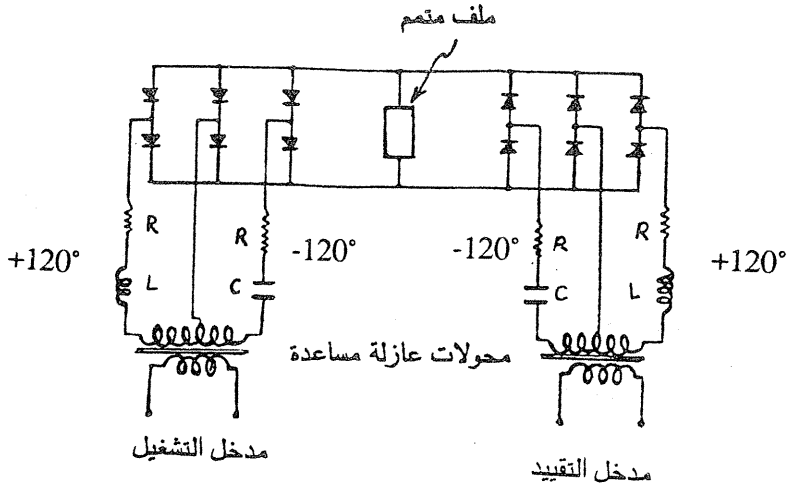 ملف متمم
R
L
R
C
+120°
-120°
-120°
+120°
R
C
R
L
محولات عازلة مساعدة
مدخل التشغيل
مدخل التقييد